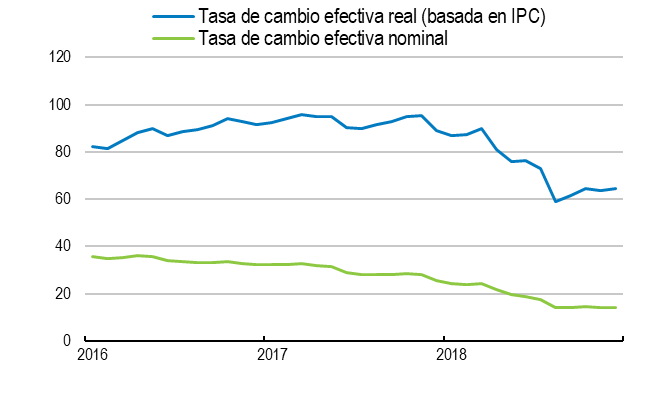 Tasa de cambio efectiva real (basada en IPC)
Tasa de cambio efectiva nominal
120
100
80
60
40
20
0
2016 2017 2018